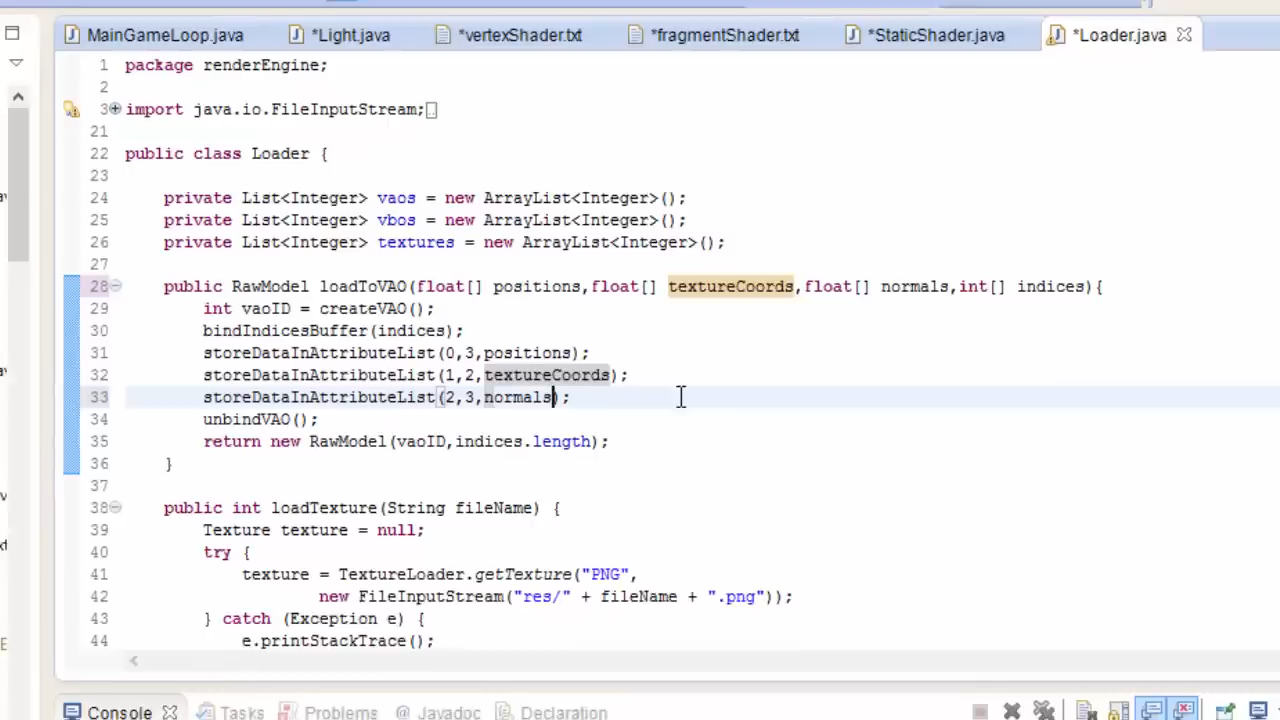 MainGameLoop.java *Light.java *vertexShader.txt *fragmentShader.txt *StaticShader.java *Loader.java
1 package renderEngine;
2
3 import java.io.FileInputStream;
21
22 public class Loader {
23
24 private List<Integer> vaos = new ArrayList<Integer>();
25 private List<Integer> vbos = new ArrayList<Integer>();
26 private List<Integer> textures = new ArrayList<Integer>();
27
28 public RawModel loadToVAO(float[] positions,float[] textureCoords,float[] normals,int[] indices){
29 int vaoID = createVAO();
30 bindIndicesBuffer(indices);
31 storeDataInAttributeList(0,3,positions);
32 storeDataInAttributeList(1,2,textureCoords);
33 storeDataInAttributeList(2,3,normals);
34 unbindVAO();
35 return new RawModel(vaoID,indices.length);
36 }
37
38 public int loadTexture(String fileName) {
39 Texture texture = null;
40 try {
41 texture = TextureLoader.getTexture("PNG",
42 new FileInputStream("res/" + fileName + ".png"));
43 } catch (Exception e) {
44 e.printStackTrace();
Console Tasks Problems @ Javadoc Declaration